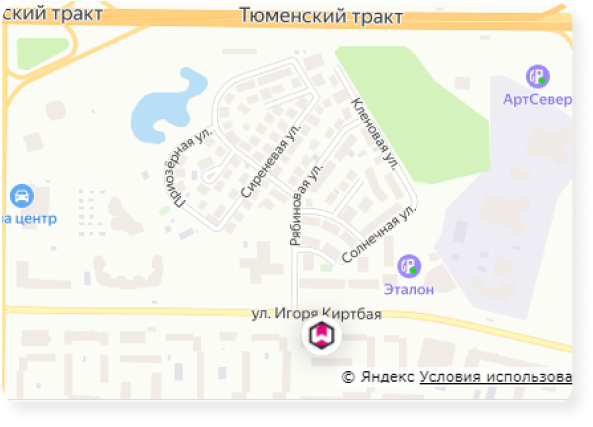 ский тракт
Тюменский тракт
АртСевер
Кленовая ул.
Приозёрная ул.
Сиреневая ул.
Рябиновая ул.
на центр
Солнечная ул.
Эталон
ул. Игоря Киртбая
© Яндекс Условия использова